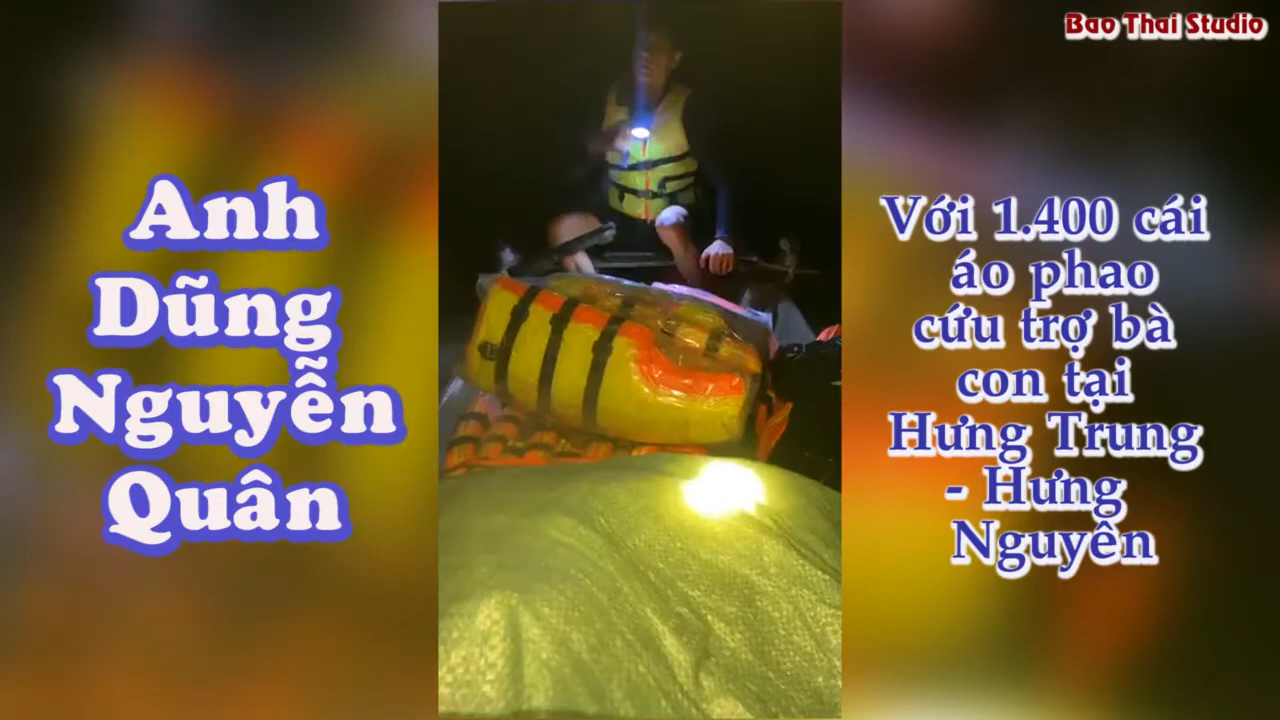 Bao Thai Studio
Anh
Dũng
Nguyễn
Quân
Với 1.400 cái
áo phao
cứu trợ bà
con tại
Hưng Trung
- Hưng
Nguyên